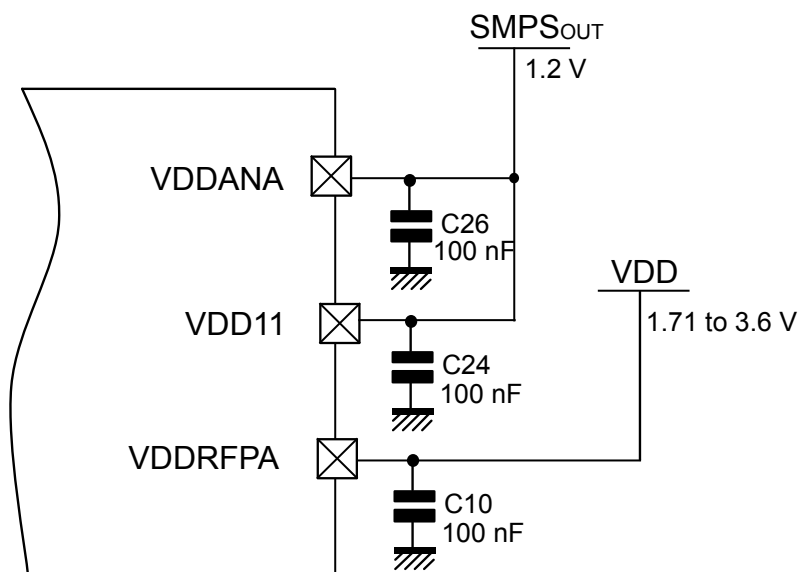 SMPSOUT
1.2 V
VDDANA
C26
100 nF
VDD
1.71 to 3.6 V
VDD11
C24
100 nF
VDDRFPA
C10
100 nF